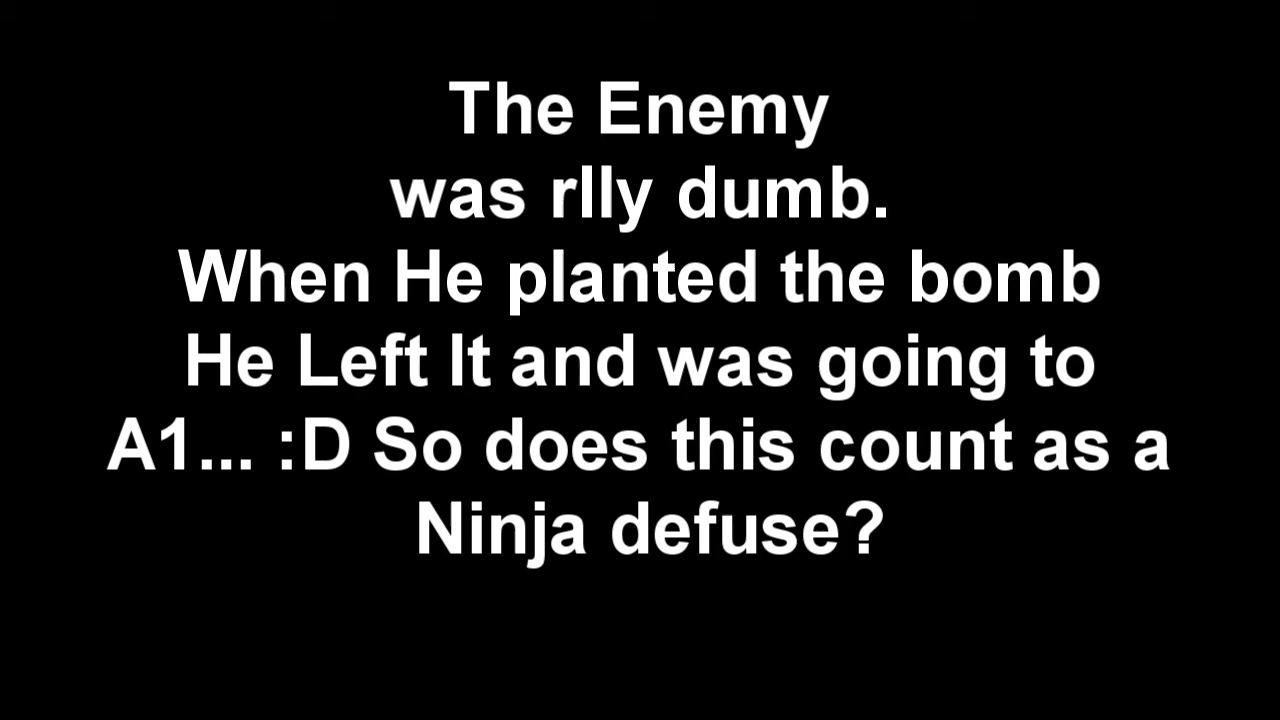 The Enemy
was rlly dumb.
When He planted the bomb
He Left It and was going to
A1... :D So does this count as a
Ninja defuse?